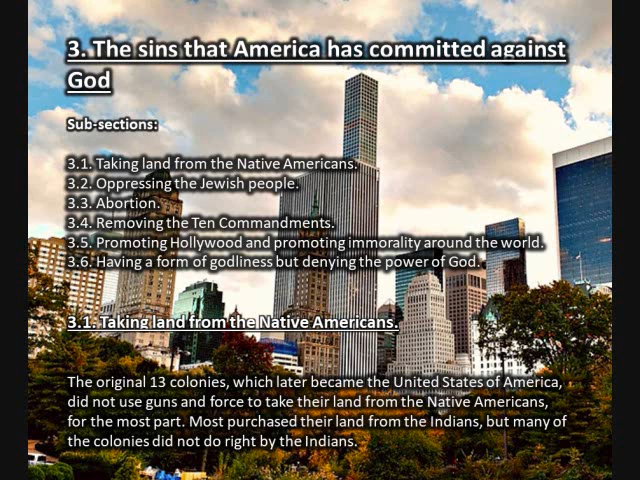 3. The sins that America has committed against
God
Sub-sections:
3.1. Taking land from the Native Americans.
3.2. Oppressing the Jewish people.
3.3. Abortion.
3.4. Removing the Ten Commandments.
3.5. Promoting Hollywood and promoting immorality around the world.
3.6. Having a form of godliness but denying the power of God.
3.1. Taking land from the Native Americans.
The original 13 colonies, which later became the United States of America,
did not use guns and force to take their land from the Native Americans,
for the most part. Most purchased their land from the Indians, but many of
the colonies did not do right by the Indians.